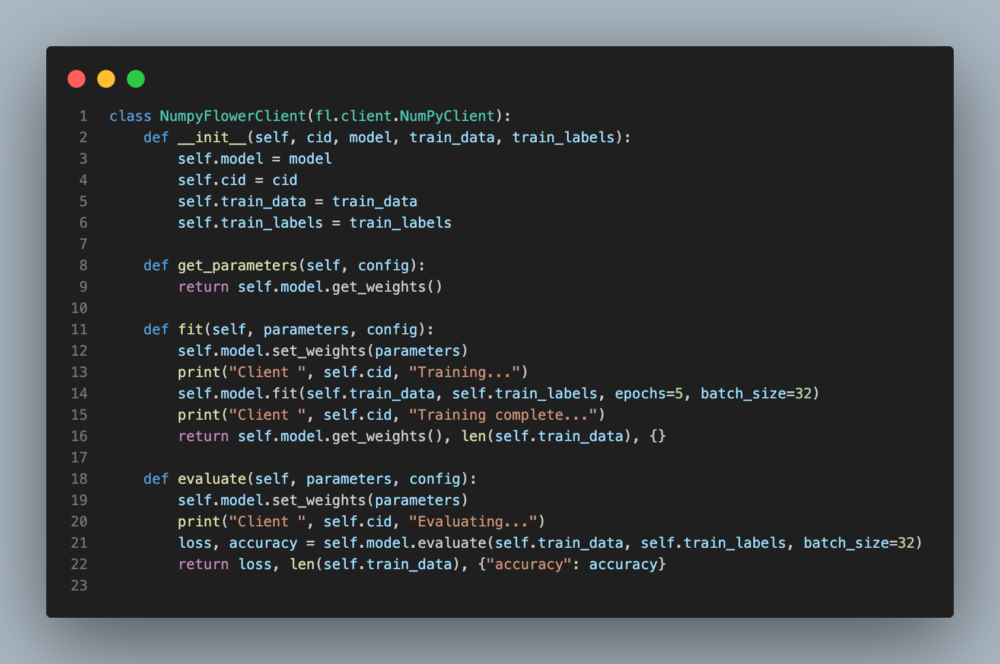 1 class NumpyFlowerClient(fl.client.NumPyClient):
2     def __init__(self, cid, model, train_data, train_labels):
3         self.model = model
4         self.cid = cid
5         self.train_data = train_data
6         self.train_labels = train_labels
7
8     def get_parameters(self, config):
9         return self.model.get_weights()
10
11     def fit(self, parameters, config):
12         self.model.set_weights(parameters)
13         print("Client ", self.cid, "Training...")
14         self.model.fit(self.train_data, self.train_labels, epochs=5, batch_size=32)
15         print("Client ", self.cid, "Training complete...")
16         return self.model.get_weights(), len(self.train_data), {}
17
18     def evaluate(self, parameters, config):
19         self.model.set_weights(parameters)
20         print("Client ", self.cid, "Evaluating...")
21         loss, accuracy = self.model.evaluate(self.train_data, self.train_labels, batch_size=32)
22         return loss, len(self.train_data), {"accuracy": accuracy}
23